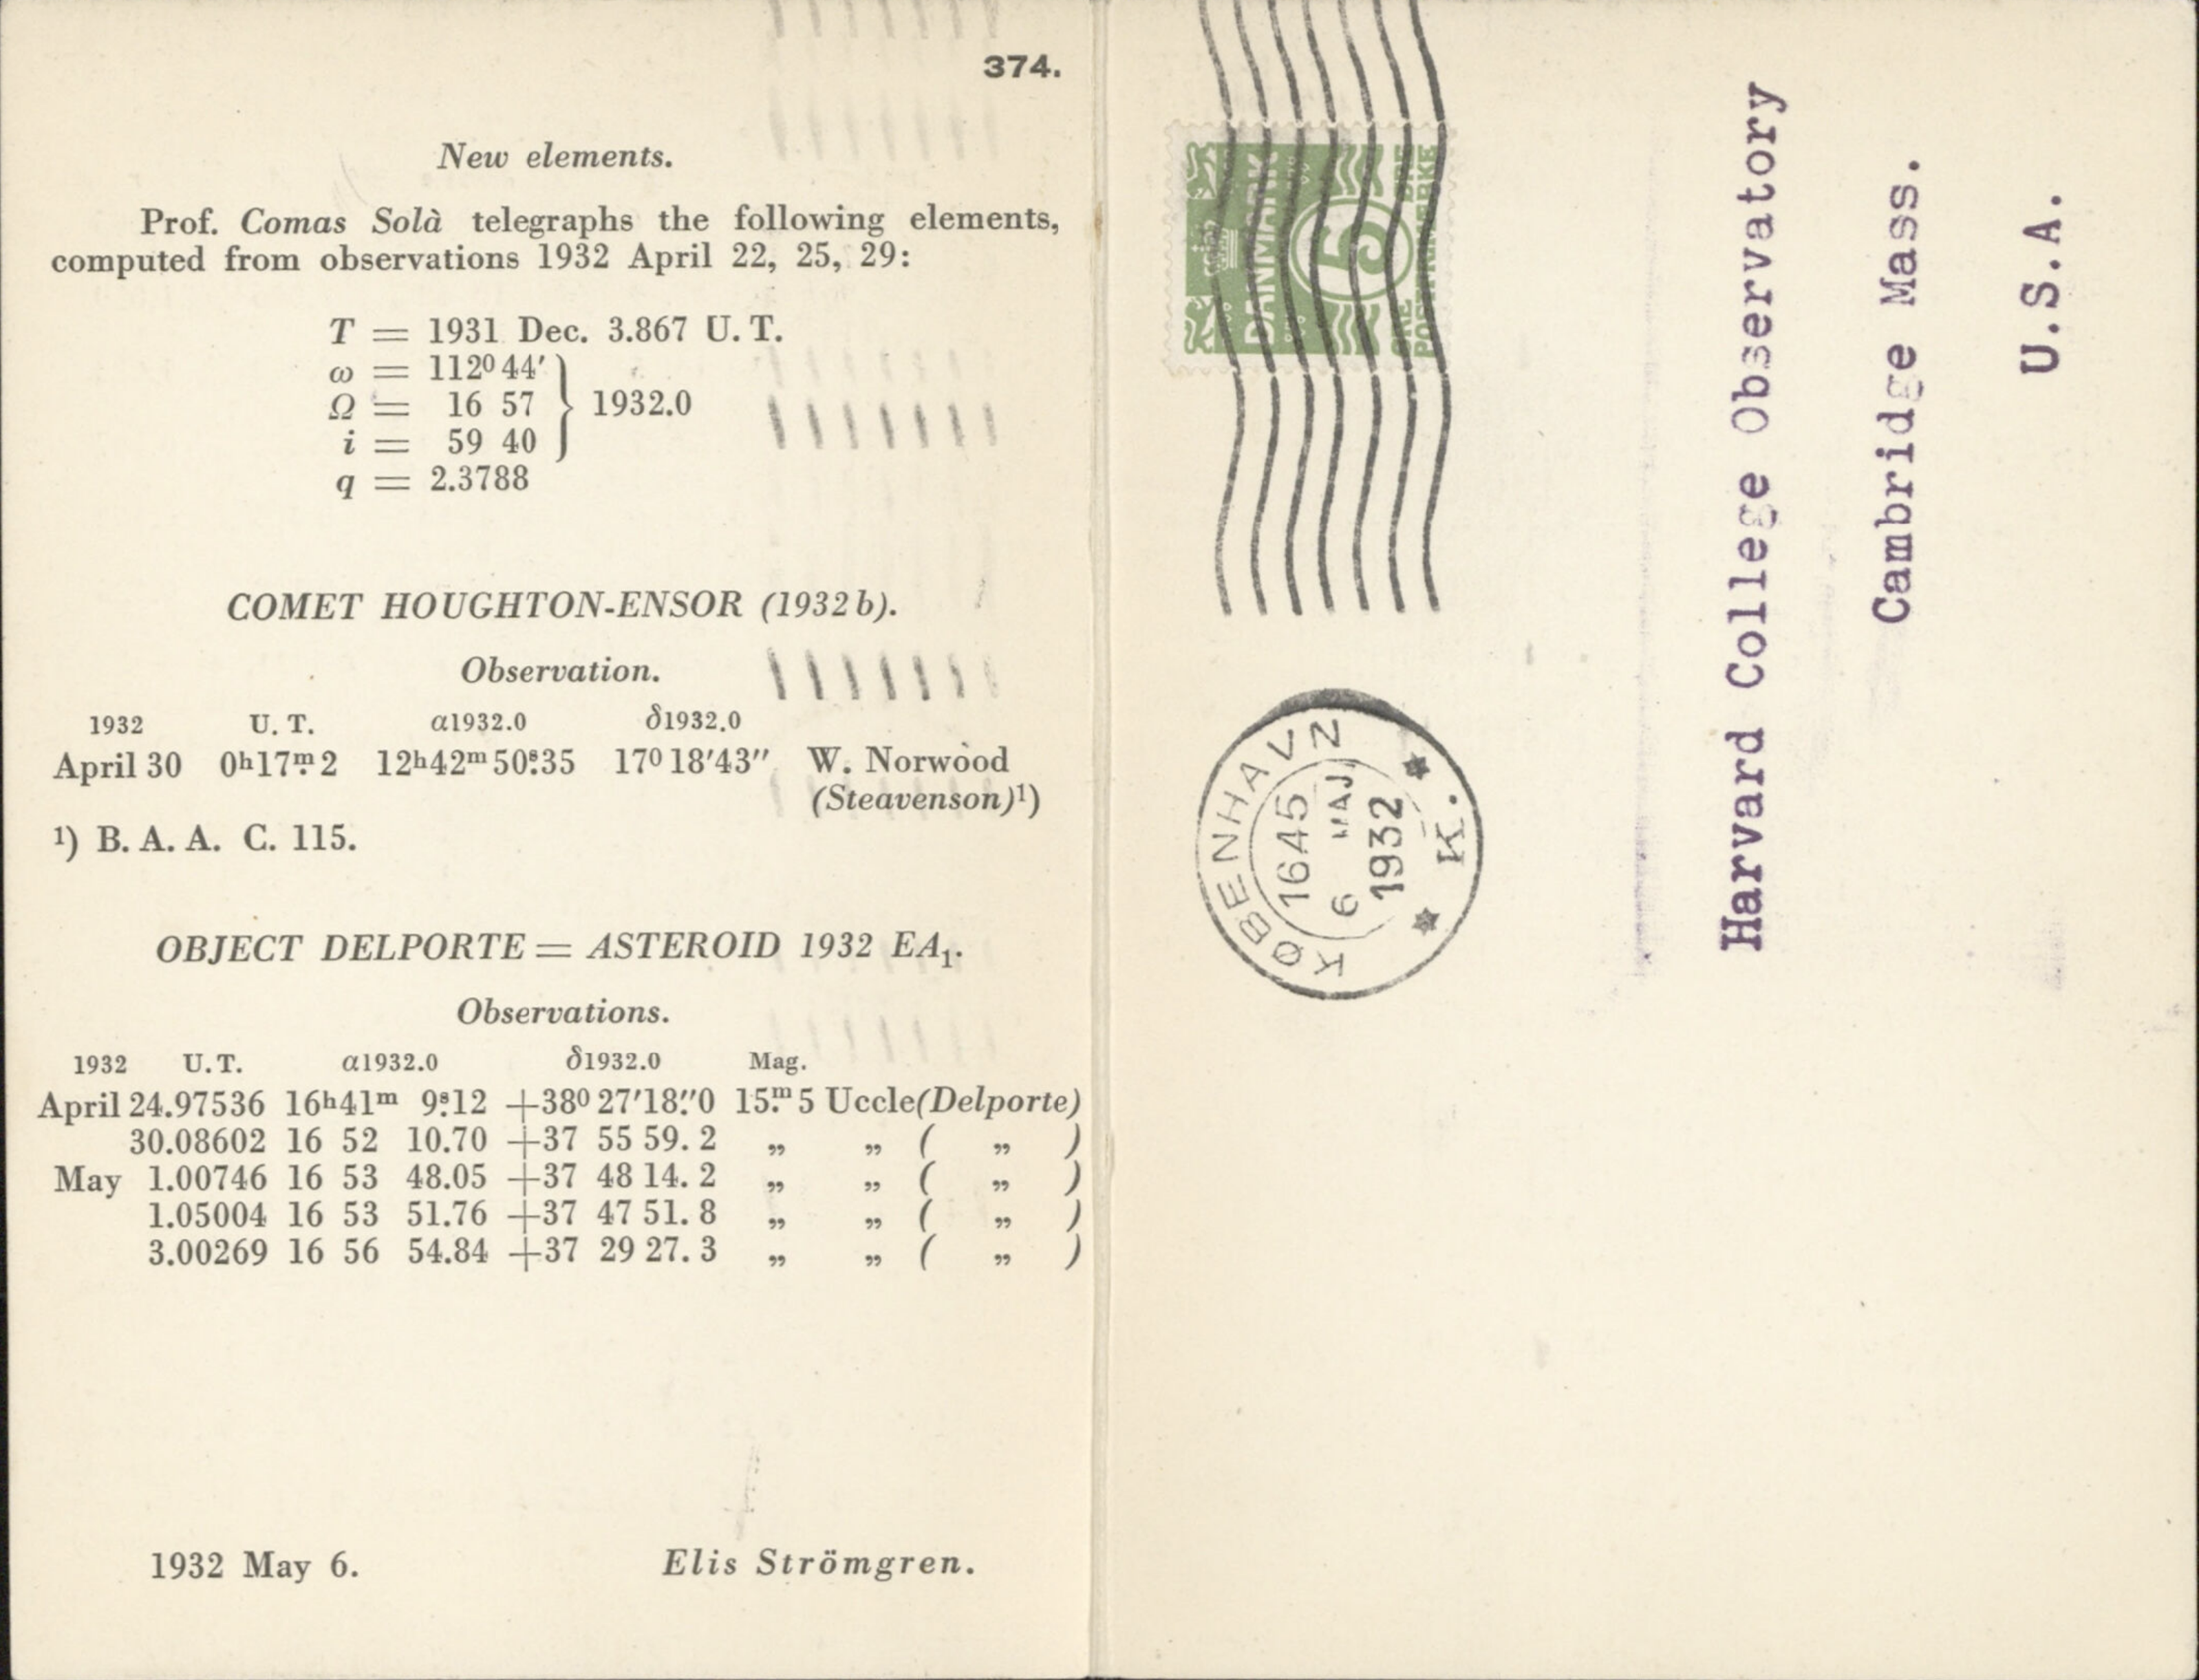 374.
New elements.
Prof. Comas Solà telegraphs the following elements,
computed from observations 1932 April 22, 25, 29:
T = 1931 Dec. 3.867 U. T.
ω = 112⁰ 44′
Ω = 16 57 } 1932.0
i = 59 40
q = 2.3788
COMET HOUGHTON-ENSOR (1932 b).
Observation.
1932 U. T. α1932.0 δ1932.0
April 30 0ʰ17ᵐ.2 12ʰ42ᵐ50ˢ.35 17⁰ 18′43″ W. Norwood
(Steavenson)¹)
¹) B. A. A. C. 115.
OBJECT DELPORTE = ASTEROID 1932 EA₁.
Observations.
1932 U.T. α1932.0 δ1932.0 Mag.
April 24.97536 16ʰ41ᵐ 9ˢ.12 +38⁰ 27′18″.0 15ᵐ.5 Uccle (Delporte)
30.08602 16 52 10.70 +37 55 59.2 „ „ ( „ )
May 1.00746 16 53 48.05 +37 48 14.2 „ „ ( „ )
1.05004 16 53 51.76 +37 47 51.8 „ „ ( „ )
3.00269 16 56 54.84 +37 29 27.3 „ „ ( „ )
1932 May 6. Elis Strömgren.
DANMARK
5
ØRE ØRE
POSTFRIMÆRKE
KØBENHAVN
1645
6 MAJ
1932
K.
Harvard College Observatory
Cambridge Mass.
U.S.A.